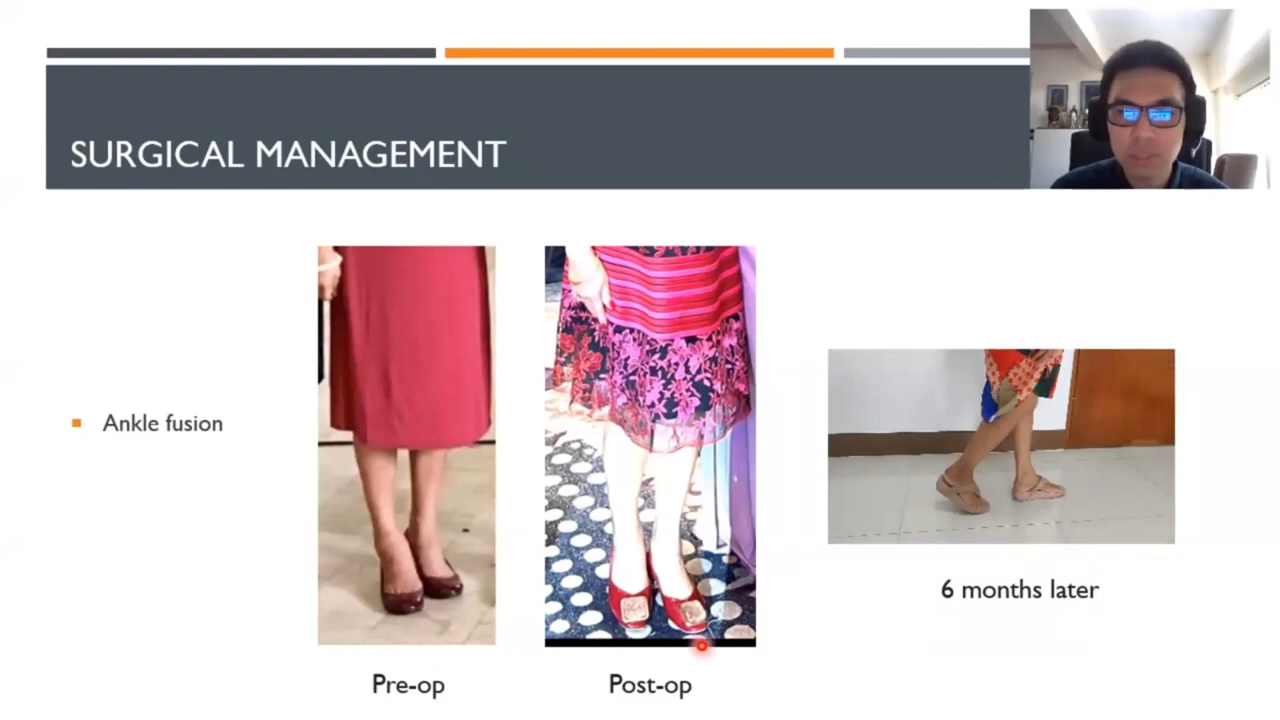 SURGICAL MANAGEMENT
Ankle fusion
6 months later
Pre-op
Post-op